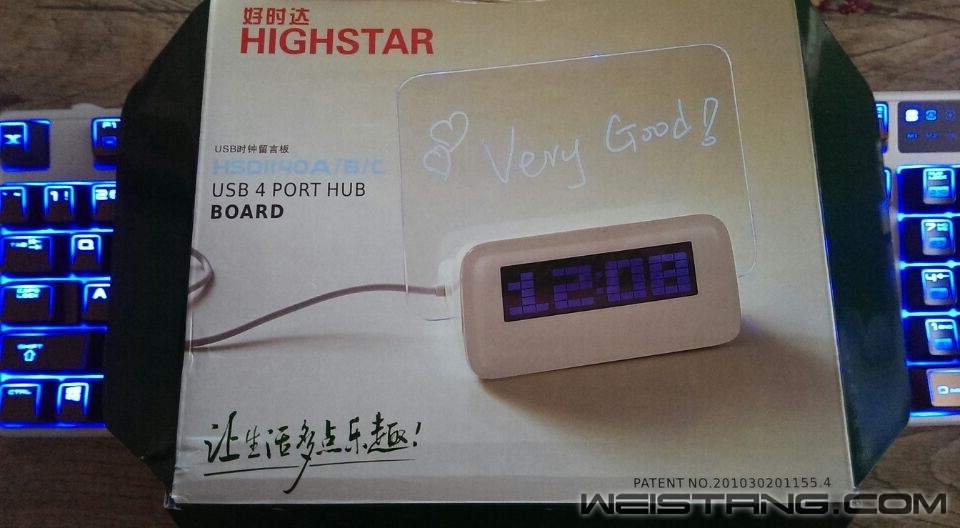 好时达
HIGHSTAR
Very Good!
USB时钟留言板
HSD1140A/B/C
USB 4 PORT HUB
BOARD
12:08
让生活多点乐趣!
PATENT NO.201030201155.4
WEISTANG.COM
X
Q
A
CTRL